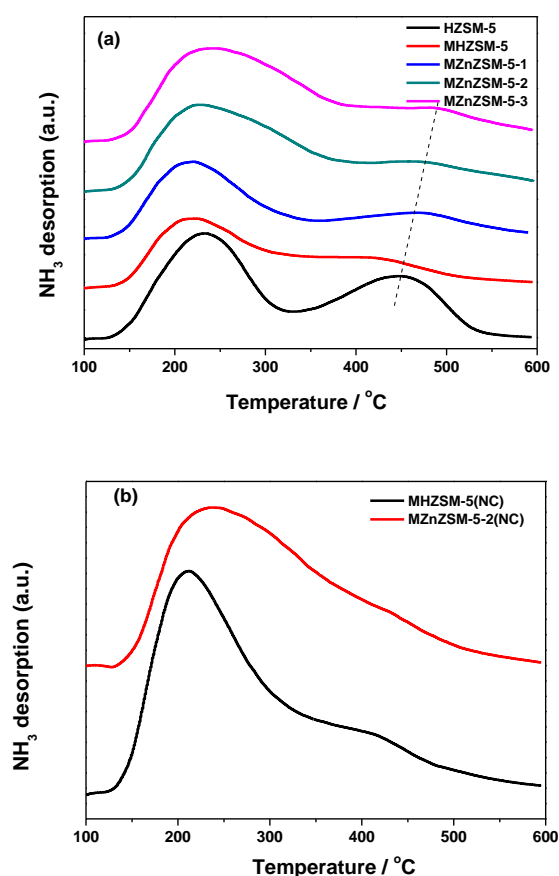 (a)
HZSM-5
MHZSM-5
MZnZSM-5-1
MZnZSM-5-2
MZnZSM-5-3
NH3 desorption (a.u.)
100 200 300 400 500 600
Temperature / oC
(b)
MHZSM-5(NC)
MZnZSM-5-2(NC)
NH3 desorption (a.u.)
100 200 300 400 500 600
Temperature / oC